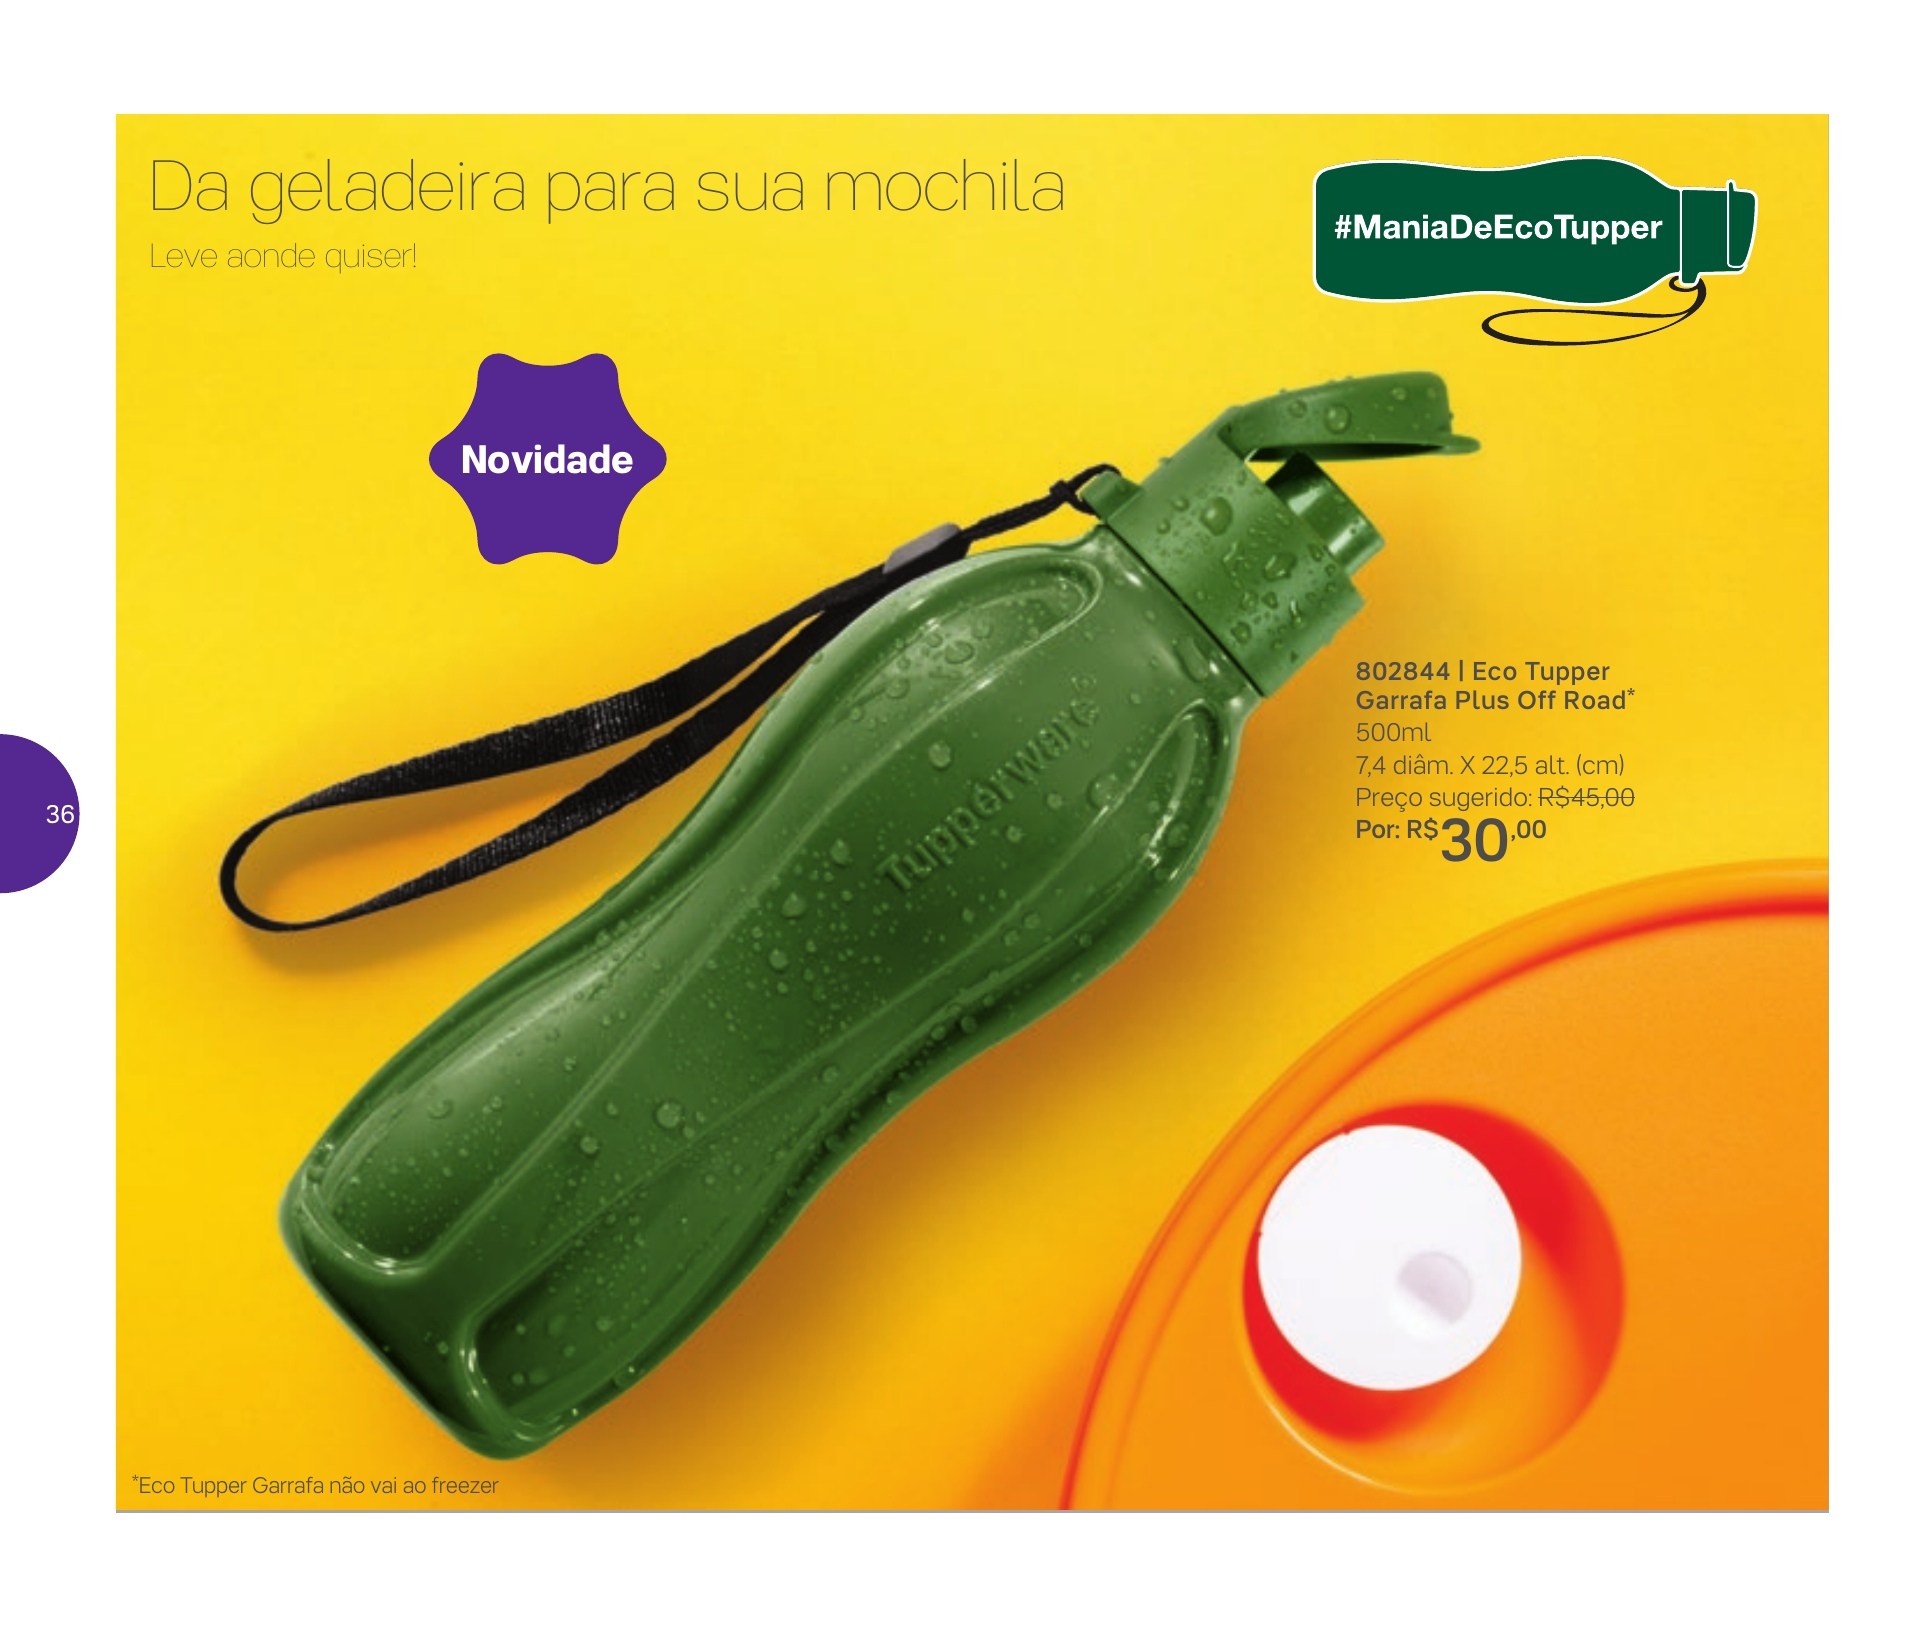 Da geladeira para sua mochila
Leve aonde quiser!
#ManiaDeEcoTupper
Novidade
Tupperware®
802844 | Eco Tupper
Garrafa Plus Off Road*
500ml
7,4 diâm. X 22,5 alt. (cm)
Preço sugerido: R$45,00
Por: R$30,00
36
*Eco Tupper Garrafa não vai ao freezer